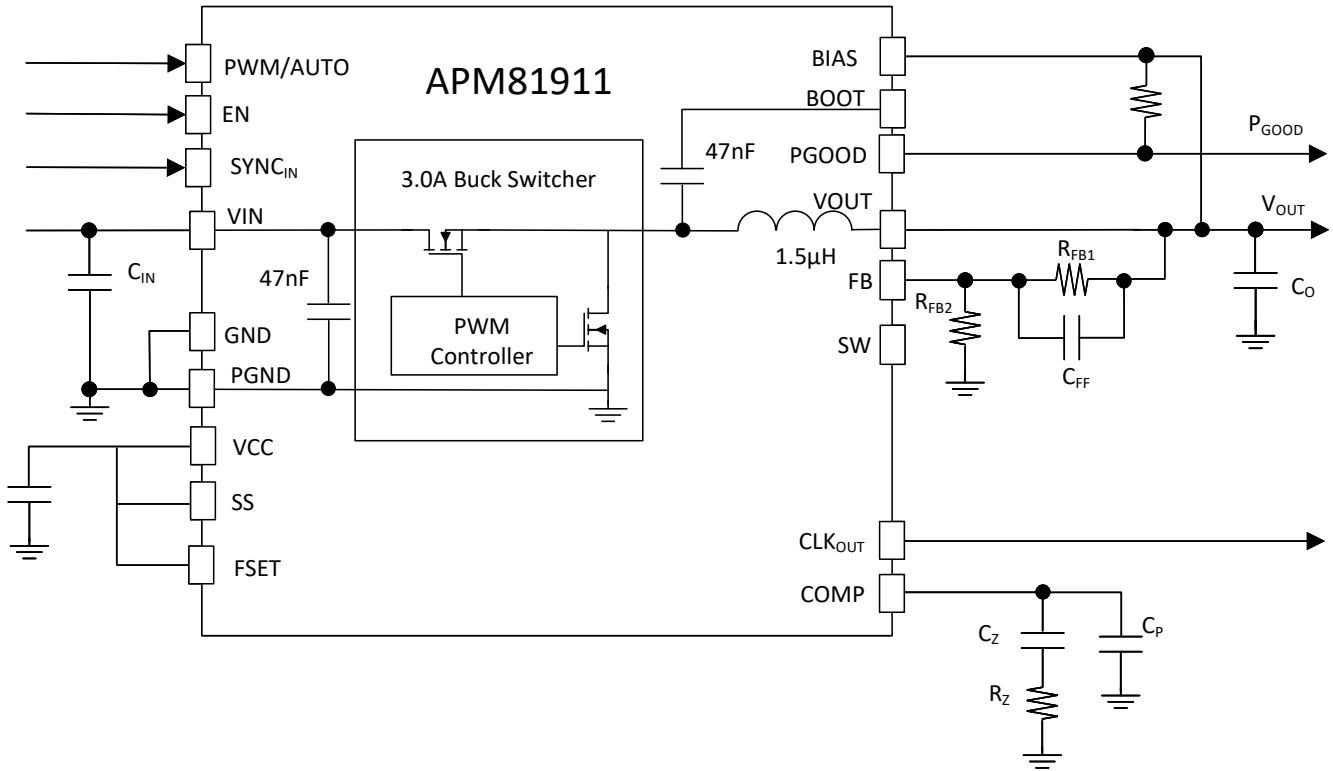 APM81911
PWM/AUTO
EN
SYNCIN
VIN
CIN
47nF
GND
PGND
VCC
SS
FSET
3.0A Buck Switcher
PWM
Controller
47nF
1.5μH
BIAS
BOOT
PGOOD
VOUT
FB
SW
CLKOUT
COMP
PGOOD
VOUT
RFB1
RFB2
CFF
CO
CZ
CP
RZ